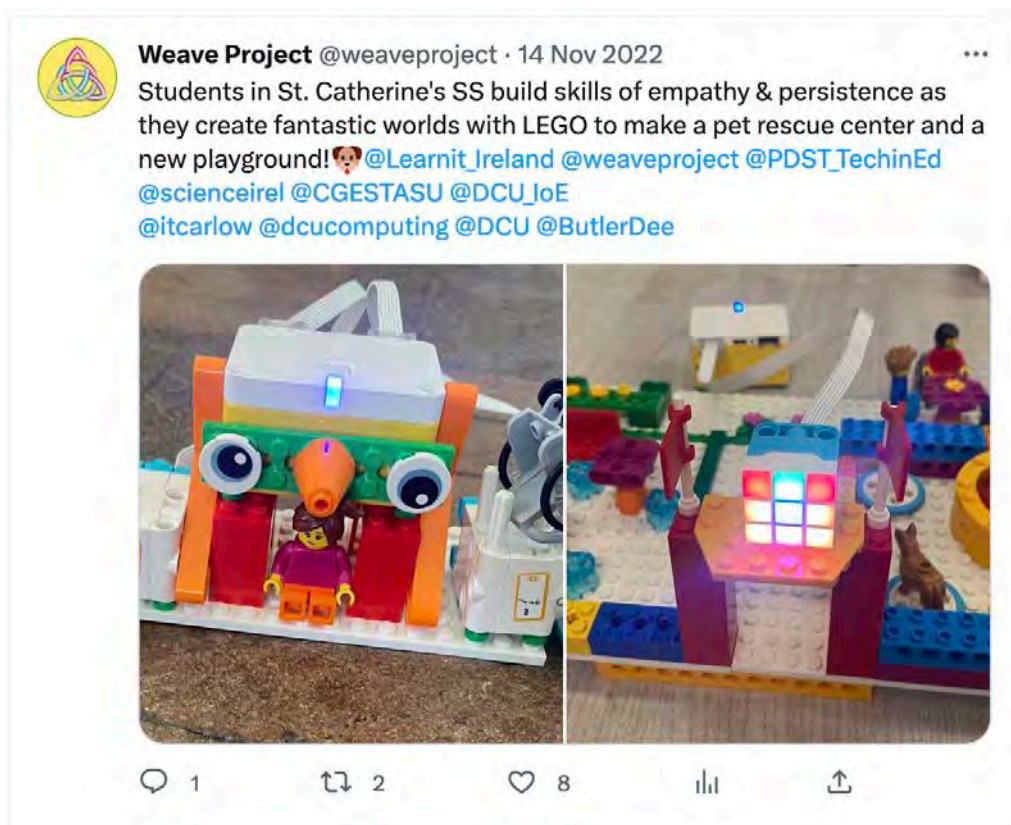 Weave Project @weaveproject · 14 Nov 2022
Students in St. Catherine's SS build skills of empathy & persistence as
they create fantastic worlds with LEGO to make a pet rescue center and a
new playground!🐶@Learnit_Ireland @weaveproject @PDST_TechinEd
@scienceirel @CGESTASU @DCU_IoE
@itcarlow @dcucomputing @DCU @ButlerDee
1 2 8